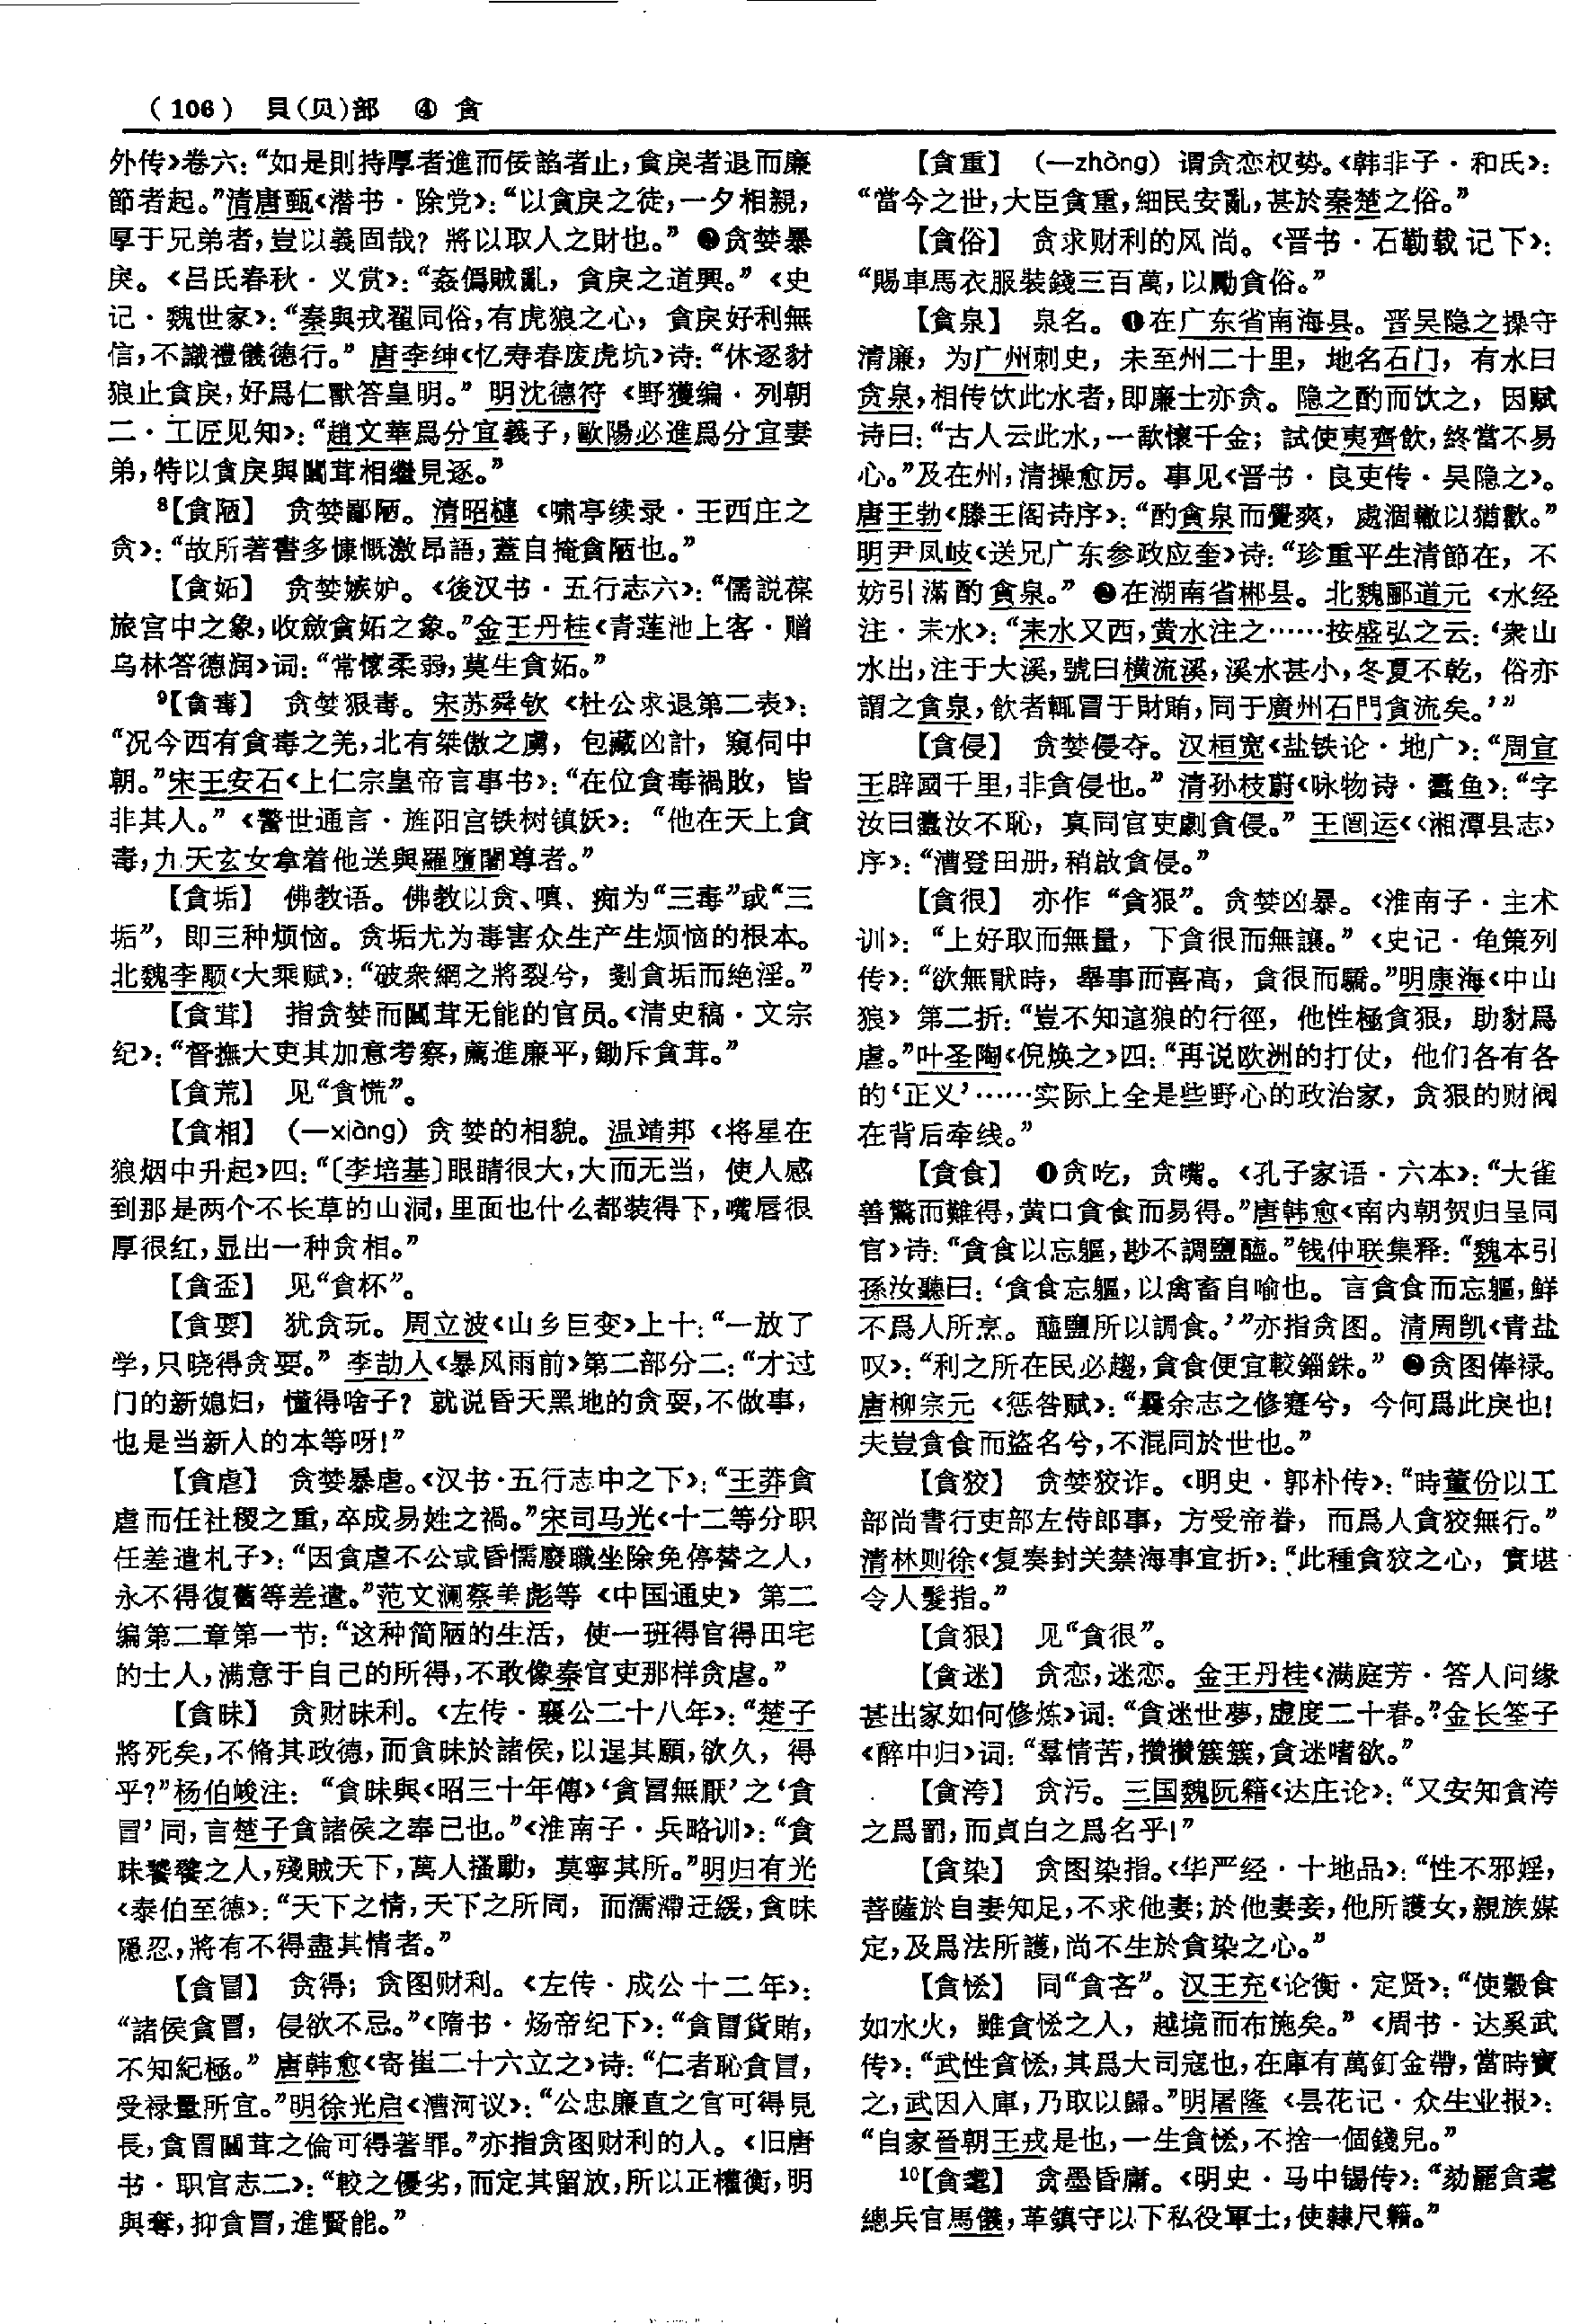 （106） 貝（贝）部 ④ 貪
外传》卷六：“如是則持厚者進而佞諂者止，貪戾者退而廉
節者起。”清唐甄《潜书·除党》：“以貪戾之徒，一夕相親，
厚于兄弟者，豈以義固哉？將以取人之財也。” ❷贪婪暴
戾。《吕氏春秋·义赏》：“姦僞賊亂，貪戾之道興。”《史
记·魏世家》：“秦與戎翟同俗，有虎狼之心，貪戾好利無
信，不識禮儀德行。” 唐李绅《忆寿春废虎坑》诗：“休逐豺
狼止貪戾，好爲仁獸答皇明。” 明沈德符《野獲编·列朝
二·工匠见知》：“趙文華爲分宜義子，歐陽必進爲分宜妻
弟，特以貪戾與闒茸相繼見逐。”
⁸【貪陋】 贪婪鄙陋。清昭槤《啸亭续录·王西庄之
贪》：“故所著書多慷慨激昂語，蓋自掩貪陋也。”
【貪妬】 贪婪嫉妒。《後汉书·五行志六》：“儒説葆
旅宫中之象，收斂貪妬之象。”金王丹桂《青莲池上客·赠
乌林答德润》词：“常懷柔弱，莫生貪妬。”
⁹【貪毒】 贪婪狠毒。宋苏舜钦《杜公求退第二表》：
“况今西有貪毒之羌，北有桀傲之虜，包藏凶計，窺伺中
朝。”宋王安石《上仁宗皇帝言事书》：“在位貪毒禍敗，皆
非其人。”《警世通言·旌阳宫铁树镇妖》：“他在天上貪
毒，九天玄女拿着他送與羅墮闍尊者。”
【貪垢】 佛教语。佛教以贪、嗔、痴为“三毒”或“三
垢”，即三种烦恼。贪垢尤为毒害众生产生烦恼的根本。
北魏李颙《大乘赋》：“破衆網之將裂兮，剗貪垢而绝淫。”
【貪茸】 指贪婪而闒茸无能的官员。《清史稿·文宗
纪》：“督撫大吏其加意考察，薦進廉平，鋤斥貪茸。”
【貪荒】 见“貪慌”。
【貪相】（—xiàng）贪婪的相貌。温靖邦《将星在
狼烟中升起》四：“〔李培基〕眼睛很大，大而无当，使人感
到那是两个不长草的山洞，里面也什么都装得下，嘴唇很
厚很红，显出一种贪相。”
【貪盃】 见“貪杯”。
【貪耍】 犹贪玩。周立波《山乡巨变》上十：“一放了
学，只晓得贪耍。” 李劼人《暴风雨前》第二部分二：“才过
门的新媳妇，懂得啥子？就说昏天黑地的贪耍，不做事，
也是当新人的本等呀！”
【貪虐】 贪婪暴虐。《汉书·五行志中之下》：“王莽貪
虐而任社稷之重，卒成易姓之禍。”宋司马光《十二等分职
任差遣札子》：“因貪虐不公或昏懦廢職坐除免停替之人，
永不得復舊等差遣。”范文澜蔡美彪等《中国通史》第二
编第二章第一节：“这种简陋的生活，使一班得官得田宅
的士人，满意于自己的所得，不敢像秦官吏那样贪虐。”
【貪昧】 贪财昧利。《左传·襄公二十八年》：“楚子
將死矣，不脩其政德，而貪昧於諸侯，以逞其願，欲久，得
乎？”杨伯峻注：“貪昧與《昭三十年傳》‘貪冒無厭’之‘貪
冒’同，言楚子貪諸侯之奉已也。”《淮南子·兵略训》：“貪
昧饕餮之人，殘賊天下，萬人搔動，莫寧其所。”明归有光
《泰伯至德》：“天下之情，天下之所同，而濡滯迂緩，貪昧
隱忍，將有不得盡其情者。”
【貪冒】 贪得；贪图财利。《左传·成公十二年》：
“諸侯貪冒，侵欲不忌。”《隋书·炀帝纪下》：“貪冒貨賄，
不知紀極。” 唐韩愈《寄崔二十六立之》诗：“仁者恥貪冒，
受禄量所宜。”明徐光启《漕河议》：“公忠廉直之官可得見
長，貪冒闒茸之倫可得著罪。”亦指贪图财利的人。《旧唐
书·职官志二》：“較之優劣，而定其留放，所以正權衡，明
與奪，抑貪冒，進賢能。”
【貪重】（—zhòng）谓贪恋权势。《韩非子·和氏》：
“當今之世，大臣貪重，細民安亂，甚於秦楚之俗。”
【貪俗】 贪求财利的风尚。《晋书·石勒载记下》：
“賜車馬衣服裝錢三百萬，以勵貪俗。”
【貪泉】 泉名。❶在广东省南海县。晋吴隐之操守
清廉，为广州刺史，未至州二十里，地名石门，有水曰
贪泉，相传饮此水者，即廉士亦贪。隐之酌而饮之，因赋
诗曰：“古人云此水，一歃懷千金；試使夷齊飲，終當不易
心。”及在州，清操愈厉。事见《晋书·良吏传·吴隐之》。
唐王勃《滕王阁诗序》：“酌貪泉而覺爽，處涸轍以猶歡。”
明尹凤岐《送兄广东参政应奎》诗：“珍重平生清節在，不
妨引滿酌貪泉。” ❷在湖南省郴县。北魏郦道元《水经
注·耒水》：“耒水又西，黄水注之……按盛弘之云：‘衆山
水出，注于大溪，號曰横流溪，溪水甚小，冬夏不乾，俗亦
謂之貪泉，飲者輒冒于財賄，同于廣州石門貪流矣。’”
【貪侵】 贪婪侵夺。汉桓宽《盐铁论·地广》：“周宣
王辟國千里，非貪侵也。” 清孙枝蔚《咏物诗·蠹鱼》：“字
汝曰蠹汝不恥，真同官吏劇貪侵。” 王闿运《〈湘潭县志〉
序》：“漕登田册，稍啟貪侵。”
【貪很】 亦作“貪狠”。贪婪凶暴。《淮南子·主术
训》：“上好取而無量，下貪很而無讓。”《史记·龟策列
传》：“欲無猒時，舉事而喜高，貪很而驕。”明康海《中山
狼》第二折：“豈不知這狼的行徑，他性極貪狠，助豺爲
虐。”叶圣陶《倪焕之》四：“再说欧洲的打仗，他们各有各
的‘正义’……实际上全是些野心的政治家，贪狠的财阀
在背后牵线。”
【貪食】 ❶贪吃，贪嘴。《孔子家语·六本》：“大雀
善驚而難得，黄口貪食而易得。”唐韩愈《南内朝贺归呈同
官》诗：“貪食以忘軀，尠不調鹽醯。”钱仲联集释：“魏本引
孫汝聽曰：‘貪食忘軀，以禽畜自喻也。言貪食而忘軀，鮮
不爲人所烹。醯鹽所以調食。’”亦指贪图。清周凯《青盐
叹》：“利之所在民必趨，貪食便宜較錙銖。” ❷贪图俸禄。
唐柳宗元《惩咎赋》：“曩余志之修蹇兮，今何爲此戾也！
夫豈貪食而盜名兮，不混同於世也。”
【貪狡】 贪婪狡诈。《明史·郭朴传》：“時董份以工
部尚書行吏部左侍郎事，方受帝眷，而爲人貪狡無行。”
清林则徐《复奏封关禁海事宜折》：“此種貪狡之心，實堪
令人髮指。”
【貪狠】 见“貪很”。
【貪迷】 贪恋，迷恋。金王丹桂《满庭芳·答人问缘
甚出家如何修炼》词：“貪迷世夢，虚度二十春。”金长筌子
《醉中归》词：“羣情苦，攢攢簇簇，貪迷嗜欲。”
【貪洿】 贪污。三国魏阮籍《达庄论》：“又安知貪洿
之爲罰，而貞白之爲名乎！”
【貪染】 贪图染指。《华严经·十地品》：“性不邪婬，
菩薩於自妻知足，不求他妻；於他妻妾，他所護女，親族媒
定，及爲法所護，尚不生於貪染之心。”
【貪恡】 同“貪吝”。汉王充《论衡·定贤》：“使穀食
如水火，雖貪恡之人，越境而布施矣。”《周书·达奚武
传》：“武性貪恡，其爲大司寇也，在庫有萬釘金帶，當時寶
之，武因入庫，乃取以歸。”明屠隆《昙花记·众生业报》：
“自家晉朝王戎是也，一生貪恡，不捨一個錢兒。”
¹⁰【貪耄】 贪墨昏庸。《明史·马中锡传》：“劾罷貪耄
總兵官馬儀，革鎮守以下私役軍士，使隸尺籍。”